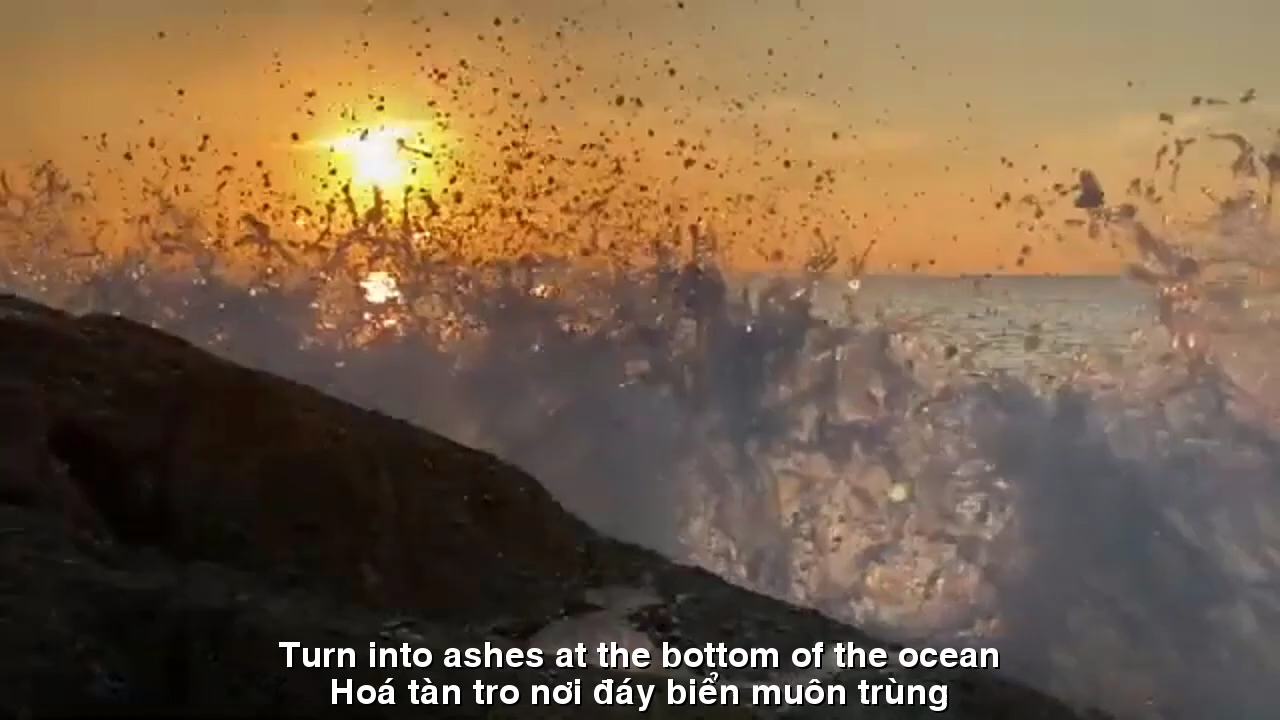 Turn into ashes at the bottom of the ocean
Hoá tàn tro nơi đáy biển muôn trùng